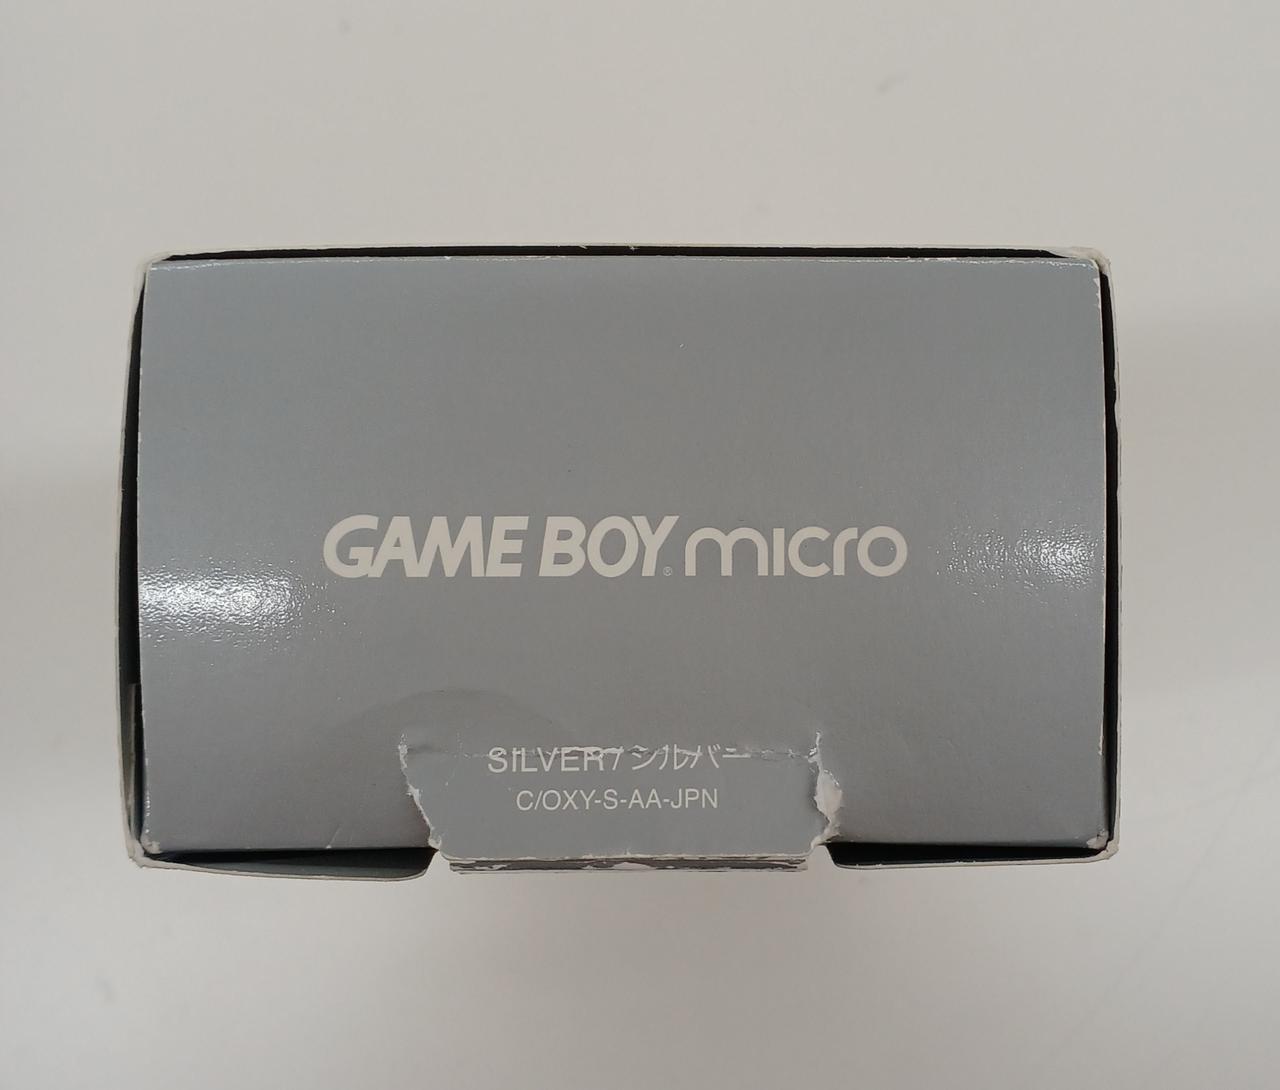 GAME BOY® micro
SILVER / シルバー
C/OXY-S-AA-JPN